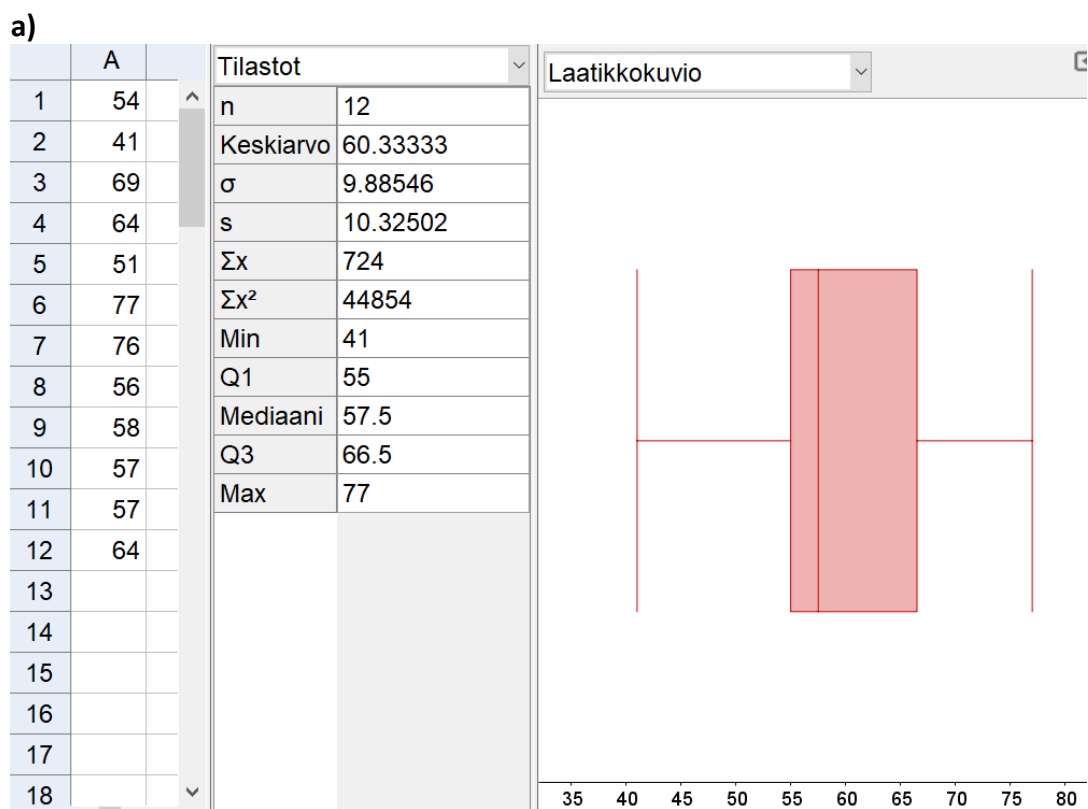 a)
A
1 54
2 41
3 69
4 64
5 51
6 77
7 76
8 56
9 58
10 57
11 57
12 64
13
14
15
16
17
18
Tilastot
n 12
Keskiarvo 60.33333
σ 9.88546
s 10.32502
Σx 724
Σx² 44854
Min 41
Q1 55
Mediaani 57.5
Q3 66.5
Max 77
Laatikkokuvio
35 40 45 50 55 60 65 70 75 80